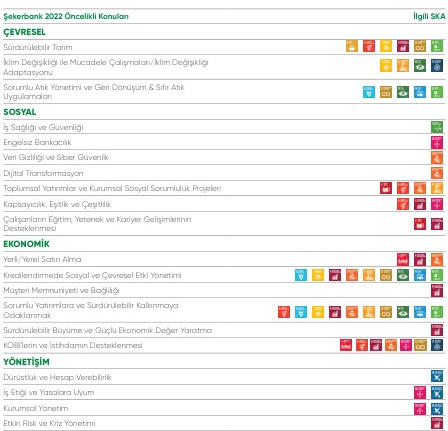 Şekerbank 2022 Öncelikli Konuları İlgili SKA
ÇEVRESEL
Sürdürülebilir Tarım
İklim Değişikliği ile Mücadele Çalışmaları/İklim Değişikliği
Adaptasyonu
Sorumlu Atık Yönetimi ve Geri Dönüşüm & Sıfır Atık
Uygulamaları
SOSYAL
İş Sağlığı ve Güvenliği
Engelsiz Bankacılık
Veri Gizliliği ve Siber Güvenlik
Dijital Transformasyon
Toplumsal Yatırımlar ve Kurumsal Sosyal Sorumluluk Projeleri
Kapsayıcılık, Eşitlik ve Çeşitlilik
Çalışanların Eğitim, Yetenek ve Kariyer Gelişimlerinin
Desteklenmesi
EKONOMİK
Yerli/Yerel Satın Alma
Kredilendirmede Sosyal ve Çevresel Etki Yönetimi
Müşteri Memnuniyeti ve Bağlılığı
Sorumlu Yatırımlara ve Sürdürülebilir Kalkınmaya
Odaklanmak
Sürdürülebilir Büyüme ve Güçlü Ekonomik Değer Yaratma
KOBİ'lerin ve İstihdamın Desteklenmesi
YÖNETİŞİM
Dürüstlük ve Hesap Verebilirlik
İş Etiği ve Yasalara Uyum
Kurumsal Yönetim
Etkin Risk ve Kriz Yönetimi